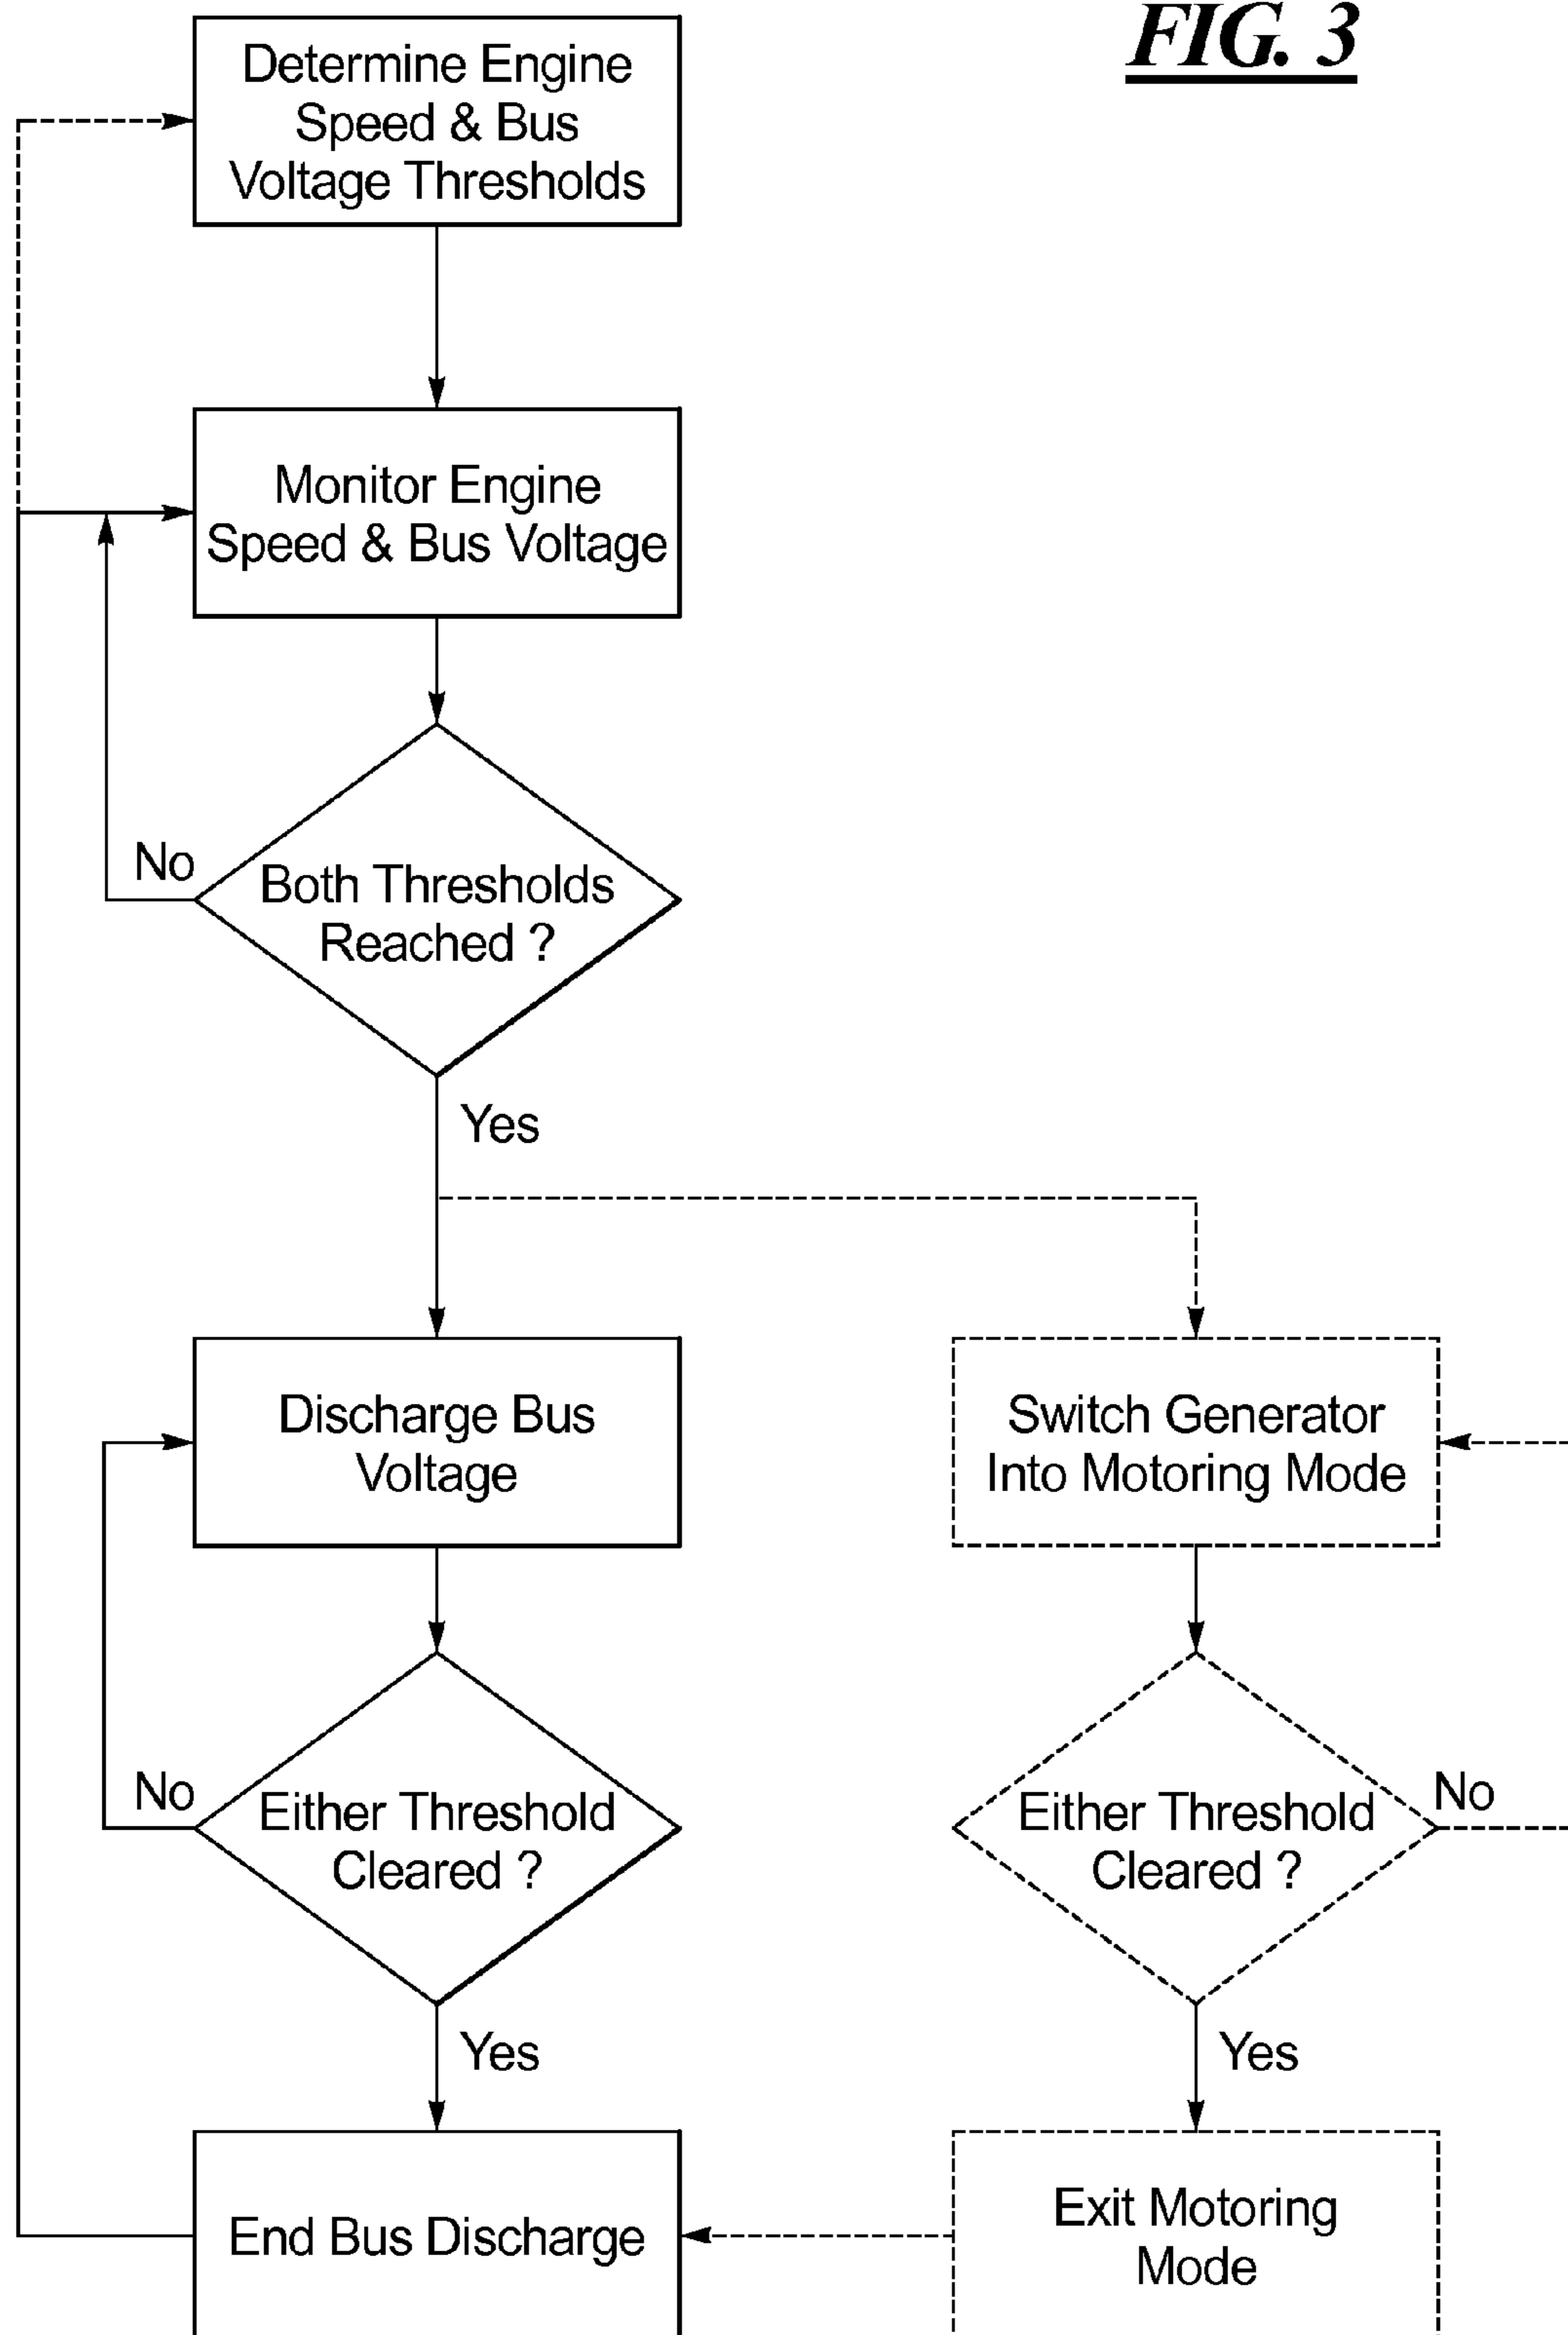 FIG. 3
Determine Engine
Speed & Bus
Voltage Thresholds
Monitor Engine
Speed & Bus Voltage
No
Both Thresholds
Reached ?
Yes
Discharge Bus
Voltage
Switch Generator
Into Motoring Mode
No
Either Threshold
Cleared ?
Either Threshold
Cleared ?
No
Yes
Yes
End Bus Discharge
Exit Motoring
Mode